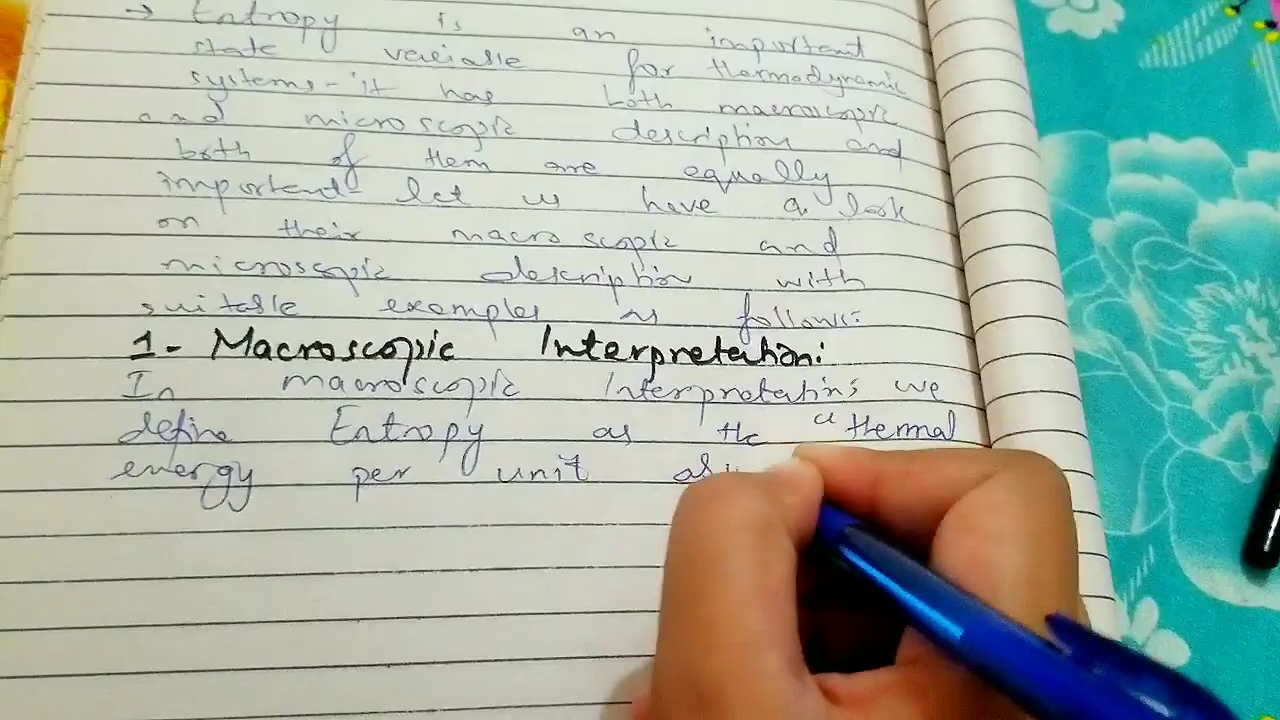 → Entropy is an important
state variable for thermodynamic
systems - it has both macroscopic
and microscopic description and
both of them are equally
important let us have a look
on their macroscopic and
microscopic description with
suitable examples as follows:
1- Macroscopic Interpretation:
In macroscopic Interpretations we
define Entropy as the "thermal
energy per unit